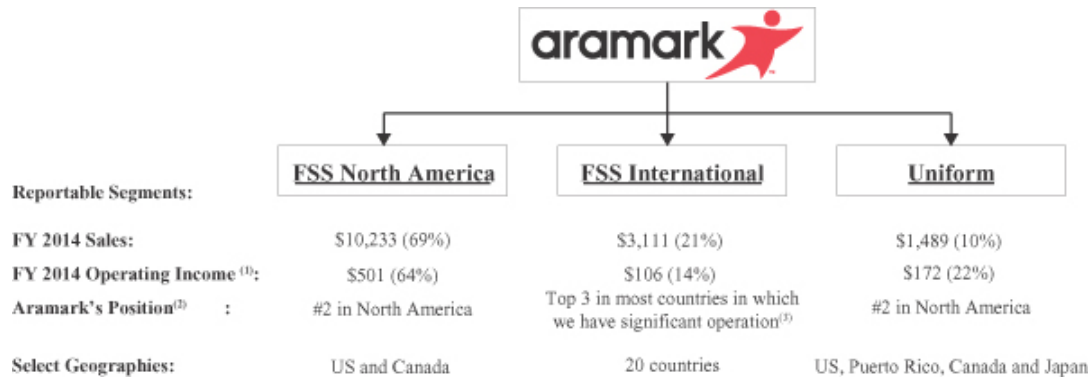 aramark
FSS North America FSS International Uniform
Reportable Segments:
FY 2014 Sales: $10,233 (69%) $3,111 (21%) $1,489 (10%)
FY 2014 Operating Income (1): $501 (64%) $106 (14%) $172 (22%)
Aramark's Position(2) : #2 in North America Top 3 in most countries in which #2 in North America
we have significant operation(3)
Select Geographies: US and Canada 20 countries US, Puerto Rico, Canada and Japan